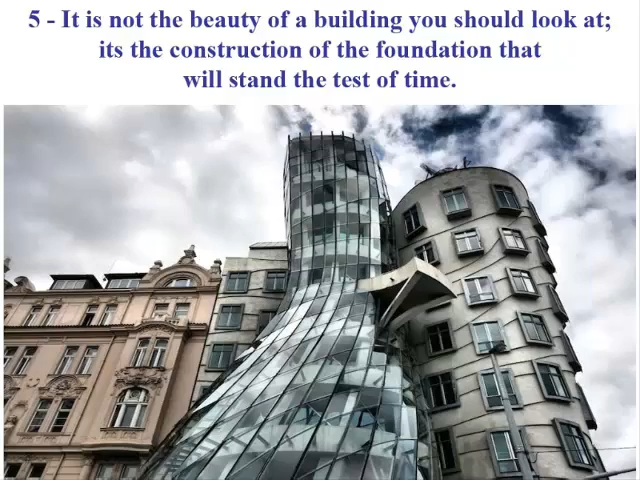 5 - It is not the beauty of a building you should look at;
its the construction of the foundation that
will stand the test of time.